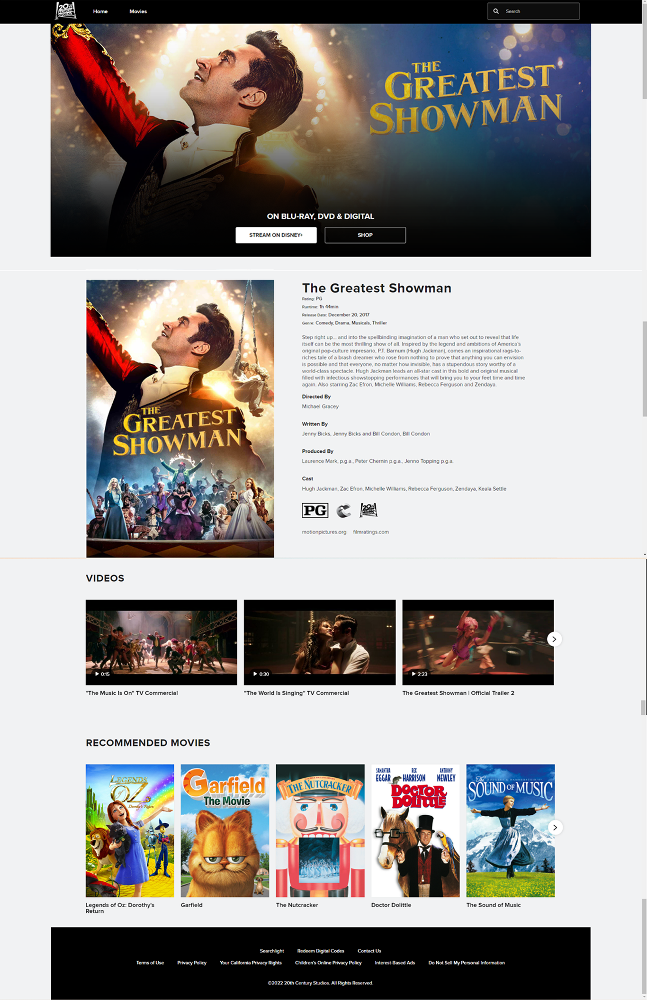 20th
CENTURY
STUDIOS
Home
Movies
Search
THE
GREATEST
SHOWMAN
ON BLU-RAY, DVD & DIGITAL
STREAM ON DISNEY+
SHOP
THE
GREATEST
SHOWMAN
The Greatest Showman
Rating: PG
Runtime: 1h 44min
Release Date: December 20, 2017
Genre: Comedy, Drama, Musicals, Thriller
Step right up... and into the spellbinding imagination of a man who set out to reveal that life
itself can be the most thrilling show of all. Inspired by the legend and ambitions of America's
original pop-culture impresario, P.T. Barnum (Hugh Jackman), comes an inspirational rags-to-
riches tale of a brash dreamer who rose from nothing to prove that anything you can envision
is possible and that everyone, no matter how invisible, has a stupendous story worthy of a
world-class spectacle. Hugh Jackman leads an all-star cast in this bold and original musical
filled with infectious showstopping performances that will bring you to your feet time and time
again. Also starring Zac Efron, Michelle Williams, Rebecca Ferguson and Zendaya.
Directed By
Michael Gracey
Written By
Jenny Bicks, Jenny Bicks and Bill Condon, Bill Condon
Produced By
Laurence Mark, p.g.a., Peter Chernin p.g.a., Jenno Topping p.g.a.
Cast
Hugh Jackman, Zac Efron, Michelle Williams, Rebecca Ferguson, Zendaya, Keala Settle
PG
motionpictures.org filmratings.com
VIDEOS
0:15
0:30
2:23
"The Music Is On" TV Commercial
"The World Is Singing" TV Commercial
The Greatest Showman | Official Trailer 2
RECOMMENDED MOVIES
LEGENDS
of
OZ
Dorothy's Return
Garfield
The Movie
GEORGE BALANCHINE'S
THE NUTCRACKER
SAMANTHA EGGAR
REX HARRISON
ANTHONY NEWLEY
DOCTOR
DOLITTLE
RODGERS & HAMMERSTEIN'S
The
SOUND OF MUSIC
Legends of Oz: Dorothy's
Return
Garfield
The Nutcracker
Doctor Dolittle
The Sound of Music
Searchlight Redeem Digital Codes Contact Us
Terms of Use Privacy Policy Your California Privacy Rights Children's Online Privacy Policy Interest-Based Ads Do Not Sell My Personal Information
©2022 20th Century Studios. All Rights Reserved.